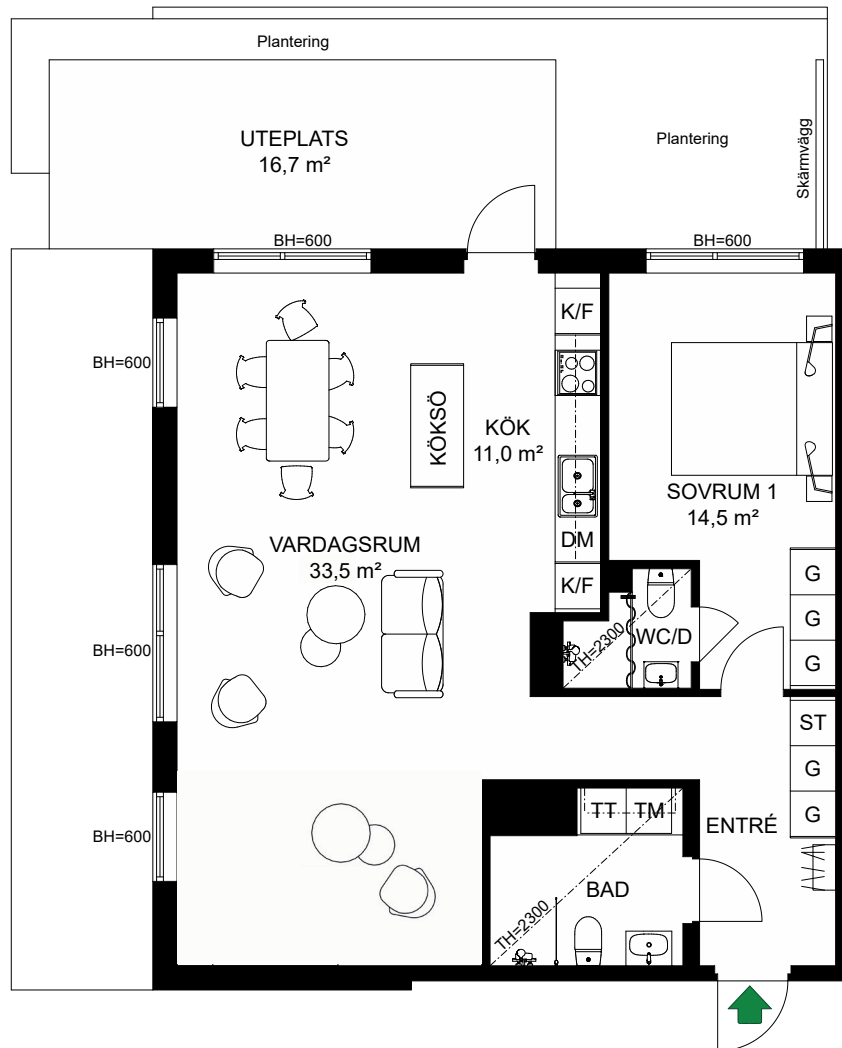 Plantering
UTEPLATS
16,7 m²
Plantering
Skärmvägg
BH=600
BH=600
K/F
BH=600
KÖKSÖ
KÖK
11,0 m²
SOVRUM 1
14,5 m²
DM
VARDAGSRUM
33,5 m²
K/F
G
G
G
TH=2300
WC/D
BH=600
ST
G
G
TT
TM
ENTRÉ
BH=600
BAD
TH=2300